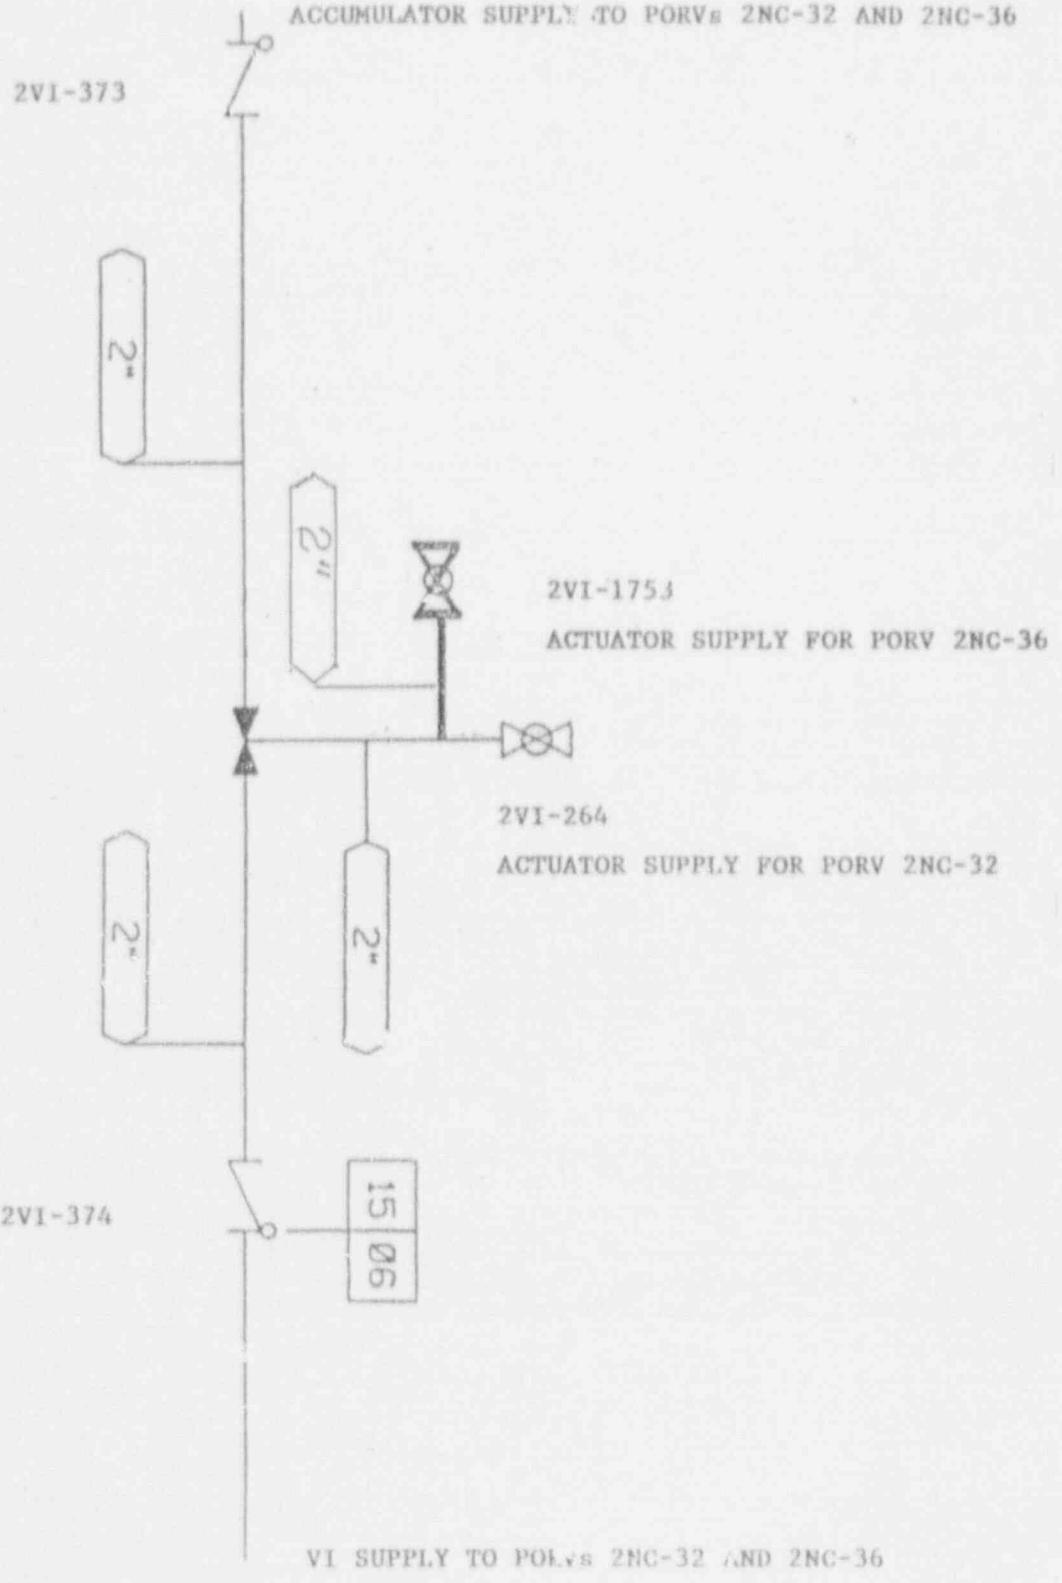 ACCUMULATOR SUPPLY TO PORVs 2NC-32 AND 2NC-36
2VI-373
2"
2"
2VI-1753
ACTUATOR SUPPLY FOR PORV 2NC-36
2VI-264
ACTUATOR SUPPLY FOR PORV 2NC-32
2"
2"
2VI-374
15
06
VI SUPPLY TO PORVs 2NC-32 AND 2NC-36